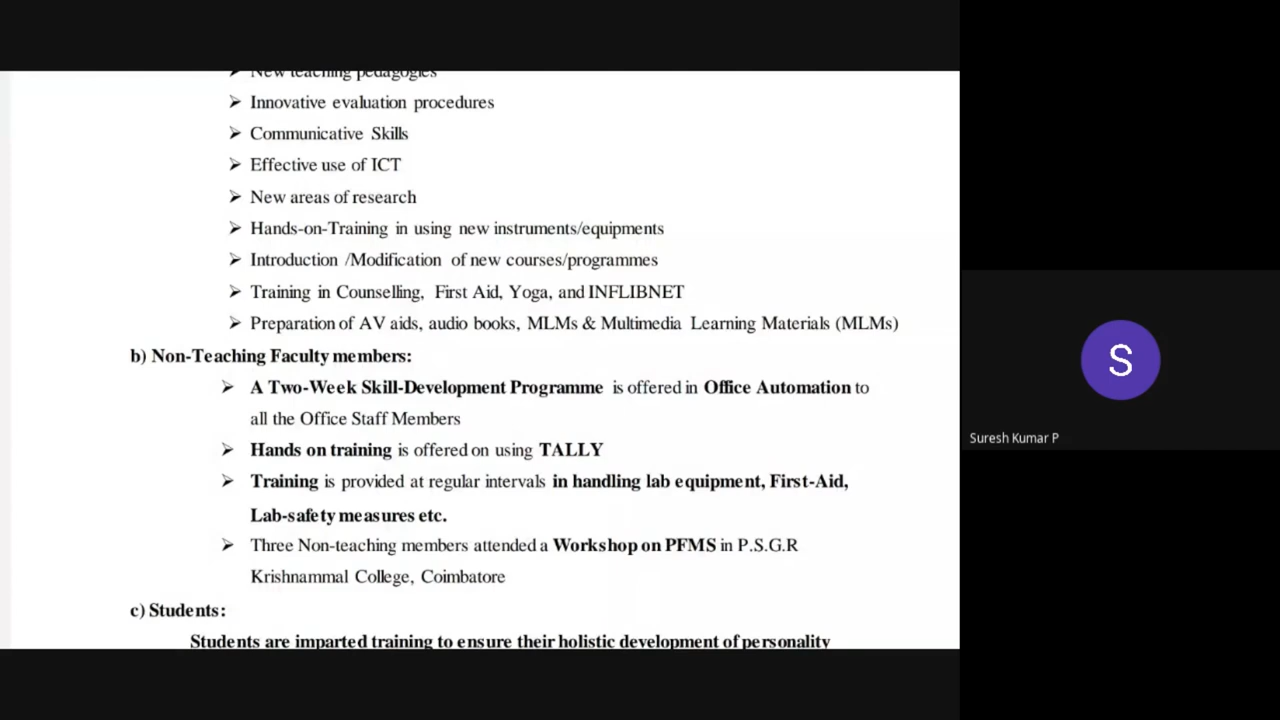 New teaching pedagogies
➢ Innovative evaluation procedures
➢ Communicative Skills
➢ Effective use of ICT
➢ New areas of research
➢ Hands-on-Training in using new instruments/equipments
➢ Introduction /Modification of new courses/programmes
➢ Training in Counselling, First Aid, Yoga, and INFLIBNET
➢ Preparation of AV aids, audio books, MLMs & Multimedia Learning Materials (MLMs)
b) Non-Teaching Faculty members:
➢ A Two-Week Skill-Development Programme is offered in Office Automation to
all the Office Staff Members
➢ Hands on training is offered on using TALLY
➢ Training is provided at regular intervals in handling lab equipment, First-Aid,
Lab-safety measures etc.
➢ Three Non-teaching members attended a Workshop on PFMS in P.S.G.R
Krishnammal College, Coimbatore
c) Students:
Students are imparted training to ensure their holistic development of personality
S
Suresh Kumar P